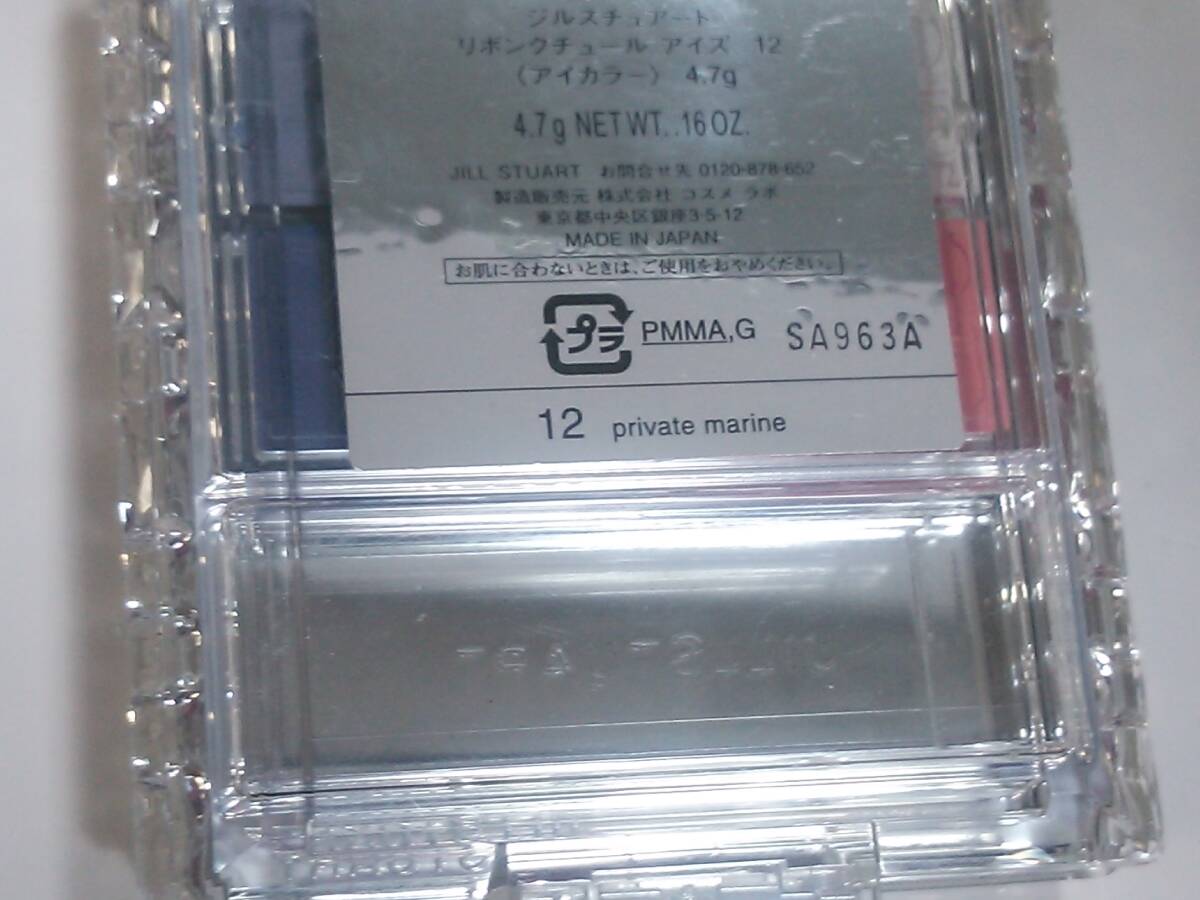 ジルスチュアート
リボンクチュール アイズ 12
(アイカラー) 4.7g
4.7g NET WT. .16 OZ.
JILL STUART お問合せ先 0120-878-652
製造販売元 株式会社 コスメ ラボ
東京都中央区銀座3-5-12
MADE IN JAPAN
お肌に合わないときは、ご使用をおやめください。
プラ PMMA,G SA963A
12 private marine